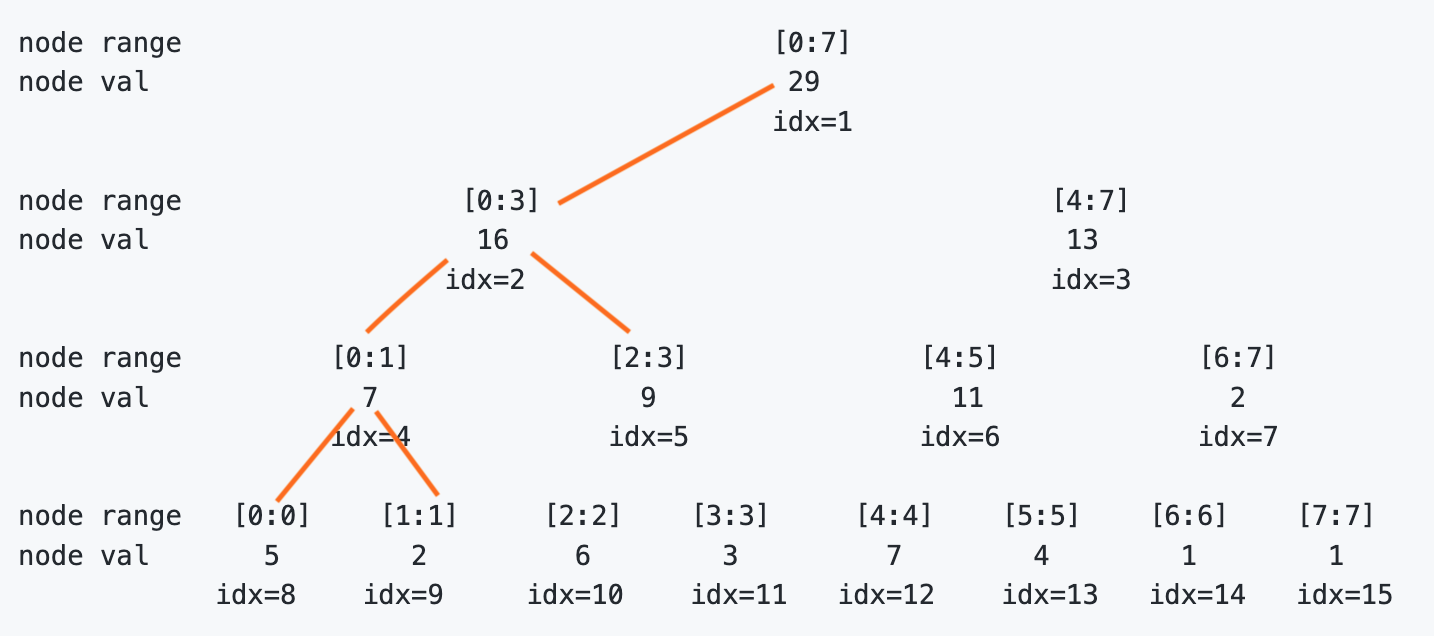 node range [0:7]
node val 29
idx=1
node range [0:3] [4:7]
node val 16 13
idx=2 idx=3
node range [0:1] [2:3] [4:5] [6:7]
node val 7 9 11 2
idx=4 idx=5 idx=6 idx=7
node range [0:0] [1:1] [2:2] [3:3] [4:4] [5:5] [6:6] [7:7]
node val 5 2 6 3 7 4 1 1
idx=8 idx=9 idx=10 idx=11 idx=12 idx=13 idx=14 idx=15